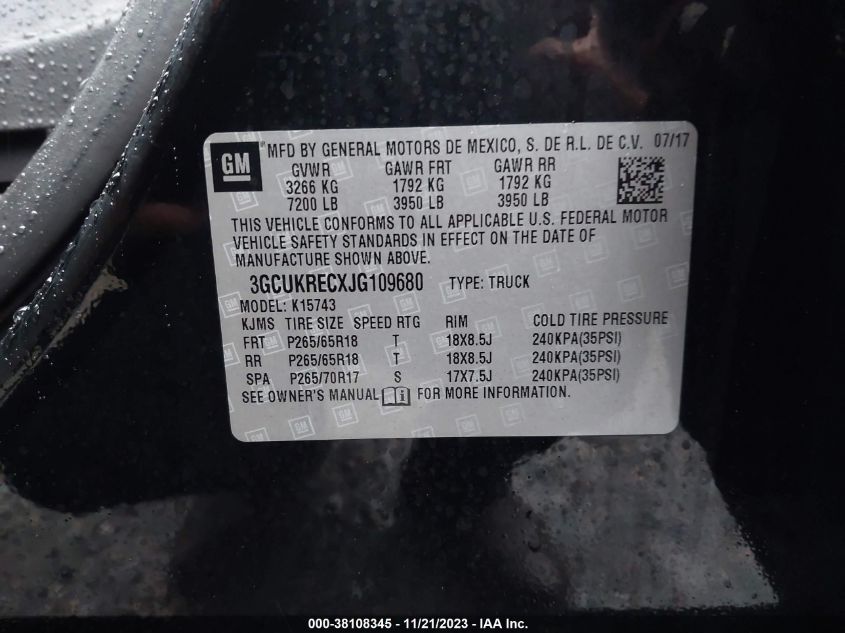 GM "MFD BY GENERAL MOTORS DE MEXICO, S. DE R.L. DE C.V. 07/17
GVWR GAWR FRT GAWR RR
3266 KG 1792 KG 1792 KG
7200 LB 3950 LB 3950 LB
THIS VEHICLE CONFORMS TO ALL APPLICABLE U.S. FEDERAL MOTOR
VEHICLE SAFETY STANDARDS IN EFFECT ON THE DATE OF
MANUFACTURE SHOWN ABOVE.
3GCUKRECXJG109680 TYPE: TRUCK
MODEL: K15743
KJMS TIRE SIZE SPEED RTG RIM COLD TIRE PRESSURE
FRT P265/65R18 T 18X8.5J 240KPA(35PSI)
RR P265/65R18 T 18X8.5J 240KPA(35PSI)
SPA P265/70R17 S 17X7.5J 240KPA(35PSI)
SEE OWNER'S MANUAL i FOR MORE INFORMATION.
000-38108345 - 11/21/2023 - IAA Inc.